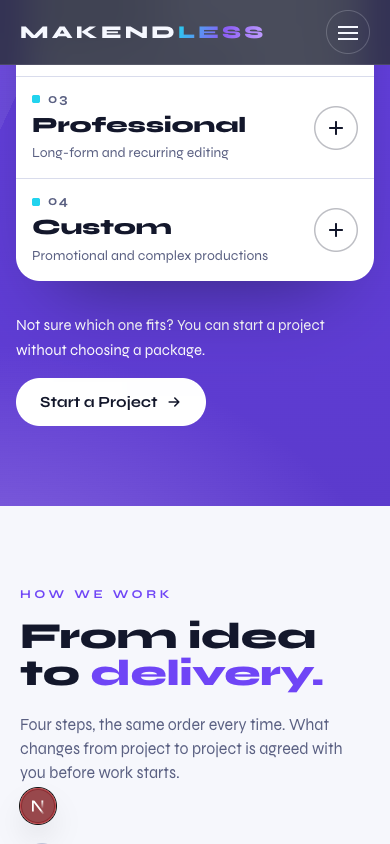 MAKENDLESS
03
Professional
Long-form and recurring editing
04
Custom
Promotional and complex productions
Not sure which one fits? You can start a project
without choosing a package.
Start a Project →
HOW WE WORK
From idea
to delivery.
Four steps, the same order every time. What
changes from project to project is agreed with
you before work starts.
N